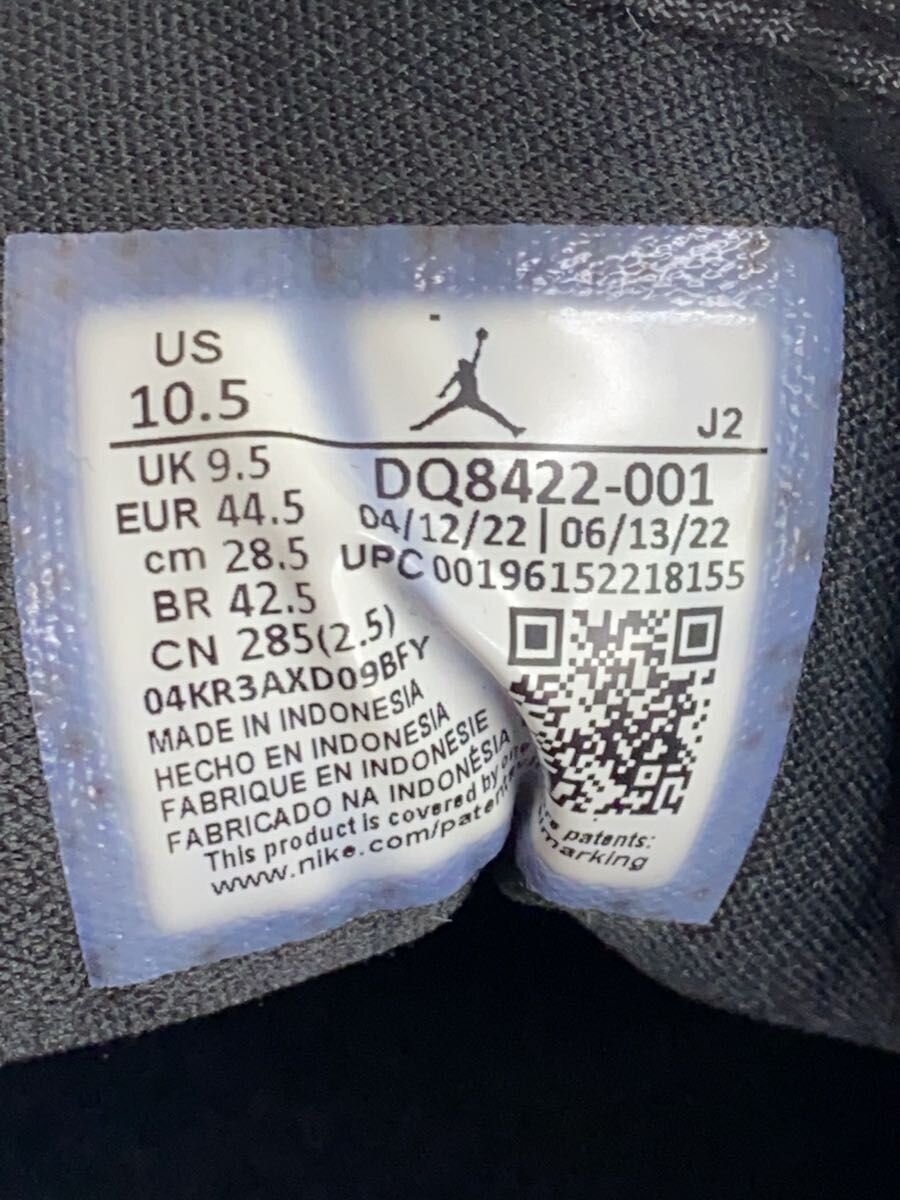 US
10.5
J2
UK 9.5
EUR 44.5
cm 28.5
BR 42.5
CN 285(2.5)
04KR3AXD09BFY
DQ8422-001
04/12/22 | 06/13/22
UPC 00196152218155
MADE IN INDONESIA
HECHO EN INDONESIA
FABRIQUE EN INDONESIE
FABRICADO NA INDONÉSIA
This product is covered by patents:
www.nike.com/